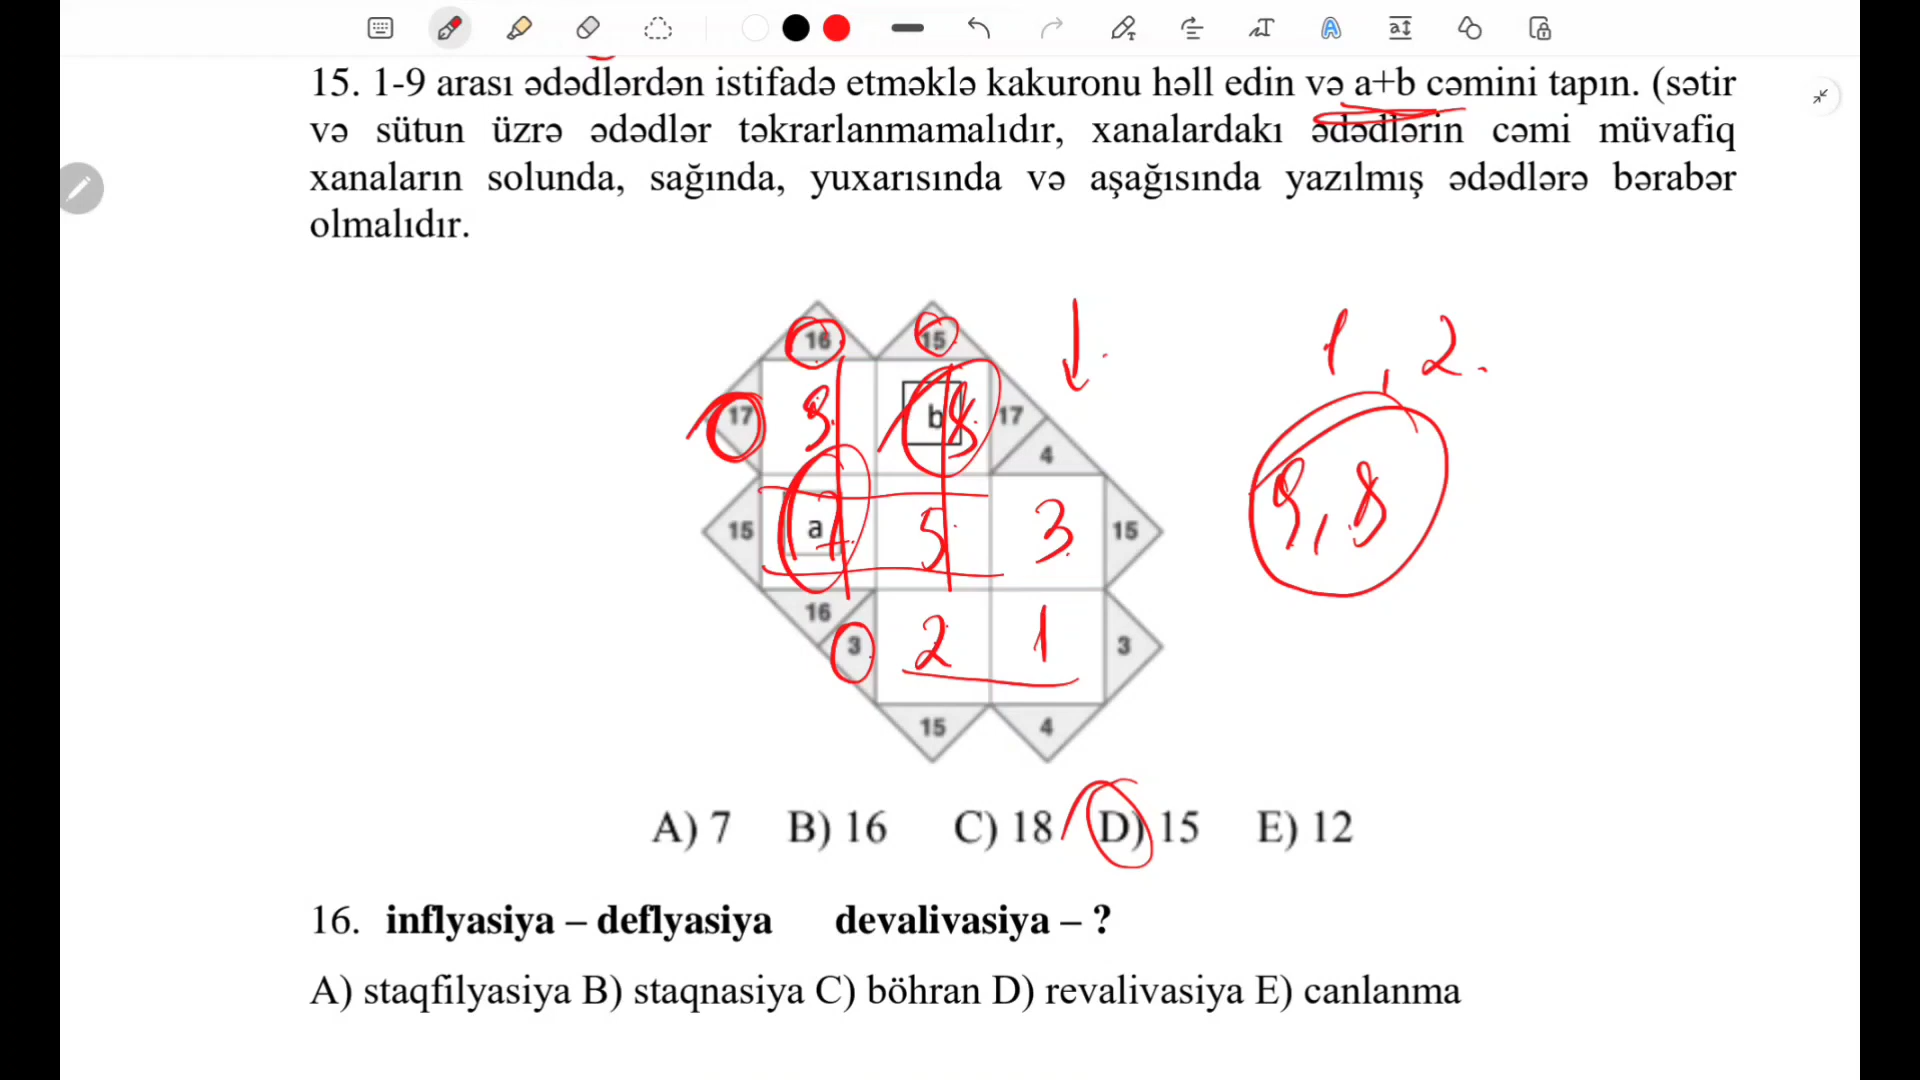 15. 1-9 arası ədədlərdən istifadə etməklə kakuronu həll edin və a+b cəmini tapın. (sətir
və sütun üzrə ədədlər təkrarlanmamalıdır, xanalardakı ədədlərin cəmi müvafiq
xanaların solunda, sağında, yuxarısında və aşağısında yazılmış ədədlərə bərabər
olmalıdır.
16 15
1, 2.
17 9 b 8 17
4
9, 8
15 a 7 5 3 15
16
3 2 1 3
15 4
A) 7 B) 16 C) 18 D) 15 E) 12
16. inflyasiya – deflyasiya devalivasiya – ?
A) staqfilyasiya B) staqnasiya C) böhran D) revalivasiya E) canlanma